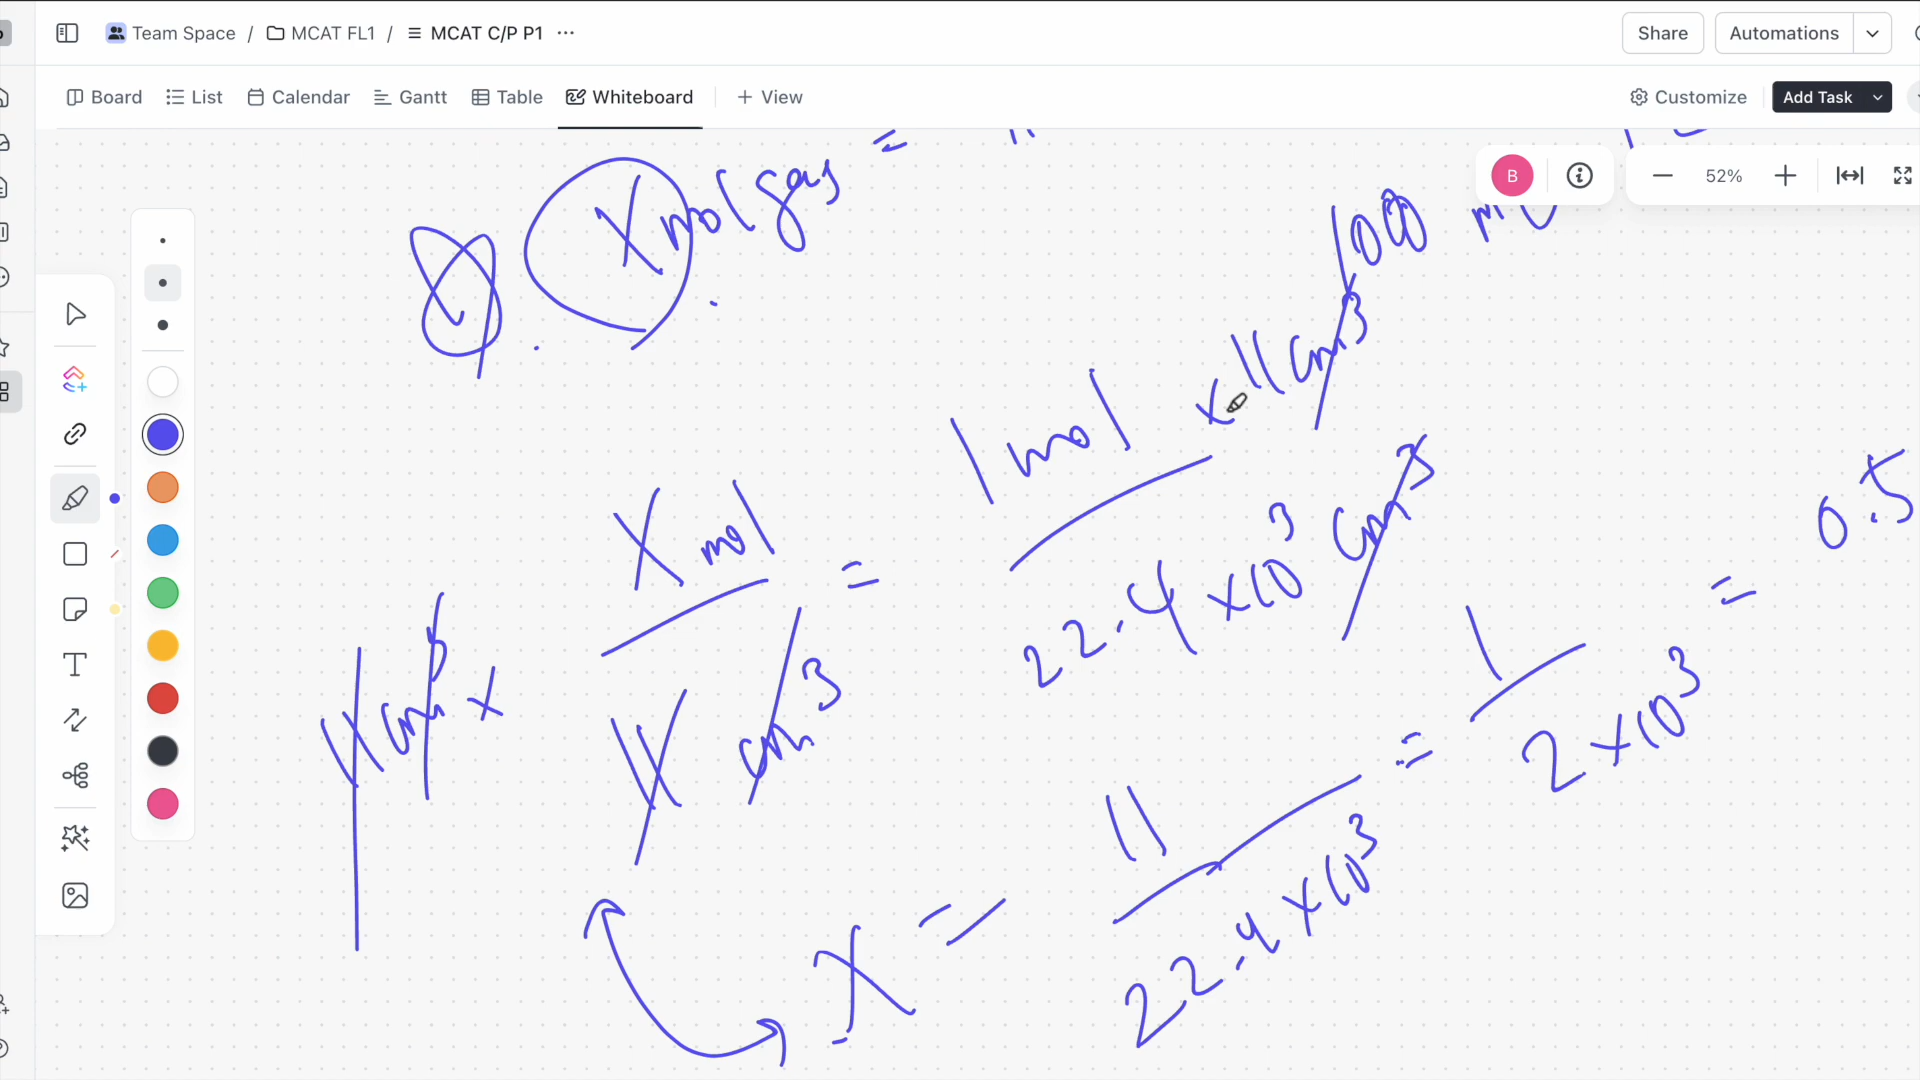 Team Space / MCAT FL1 / MCAT C/P P1 ...
Share
Automations
Board
List
Calendar
Gantt
Table
Whiteboard
+ View
Customize
Add Task
B
52%
X mol gas =
1000 mL
X mol = 1 mol × 11 cm³
11 cm³ ×
11 cm³
22.4 × 10³ cm³
X = 11 = 1 = 0.5
22.4 × 10³
2 × 10³
T